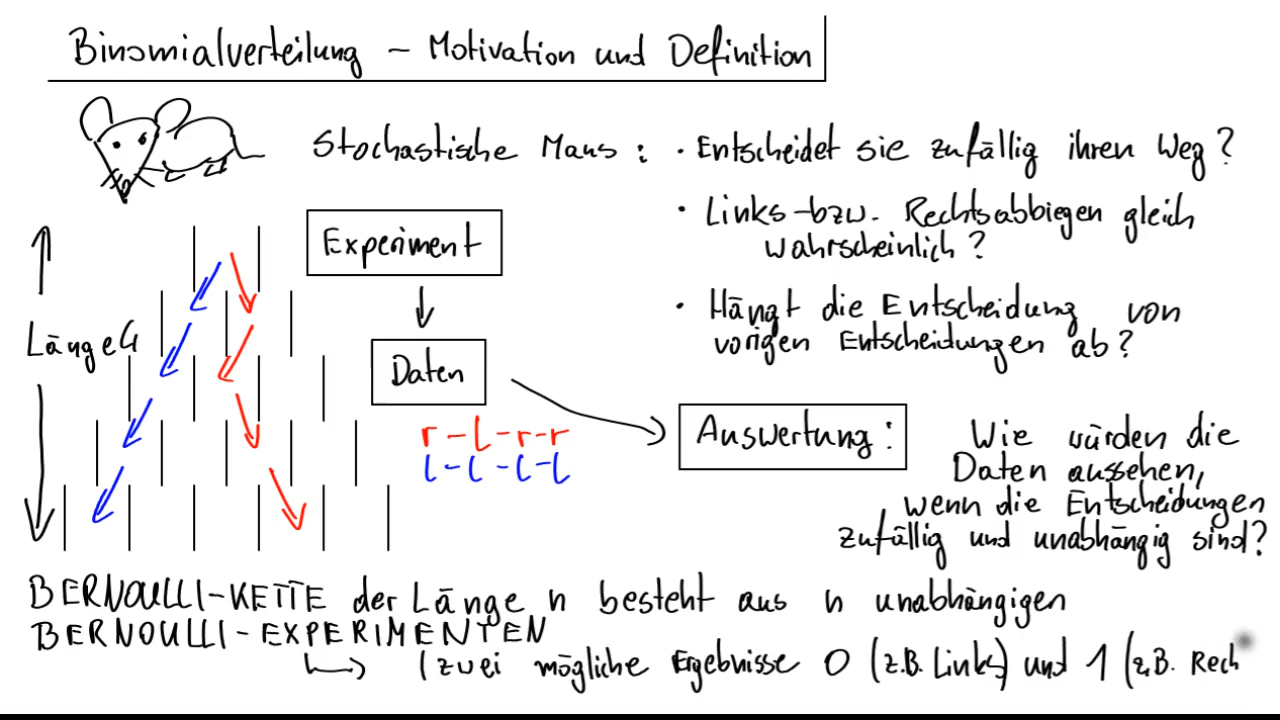 Binomialverteilung – Motivation und Definition
Stochastische Maus:
• Entscheidet sie zufällig ihren Weg?
• Links- bzw. Rechtsabbiegen gleich
wahrscheinlich?
• Hängt die Entscheidung von
vorigen Entscheidungen ab?
Experiment
Länge 4
Daten
r-l-r-r
l-l-l-l
Auswertung:
Wie würden die
Daten aussehen,
wenn die Entscheidungen
zufällig und unabhängig sind?
BERNOULLI-KETTE der Länge n besteht aus n unabhängigen
BERNOULLI-EXPERIMENTEN
(zwei mögliche Ergebnisse 0 (z.B. Links) und 1 (z.B. Rech